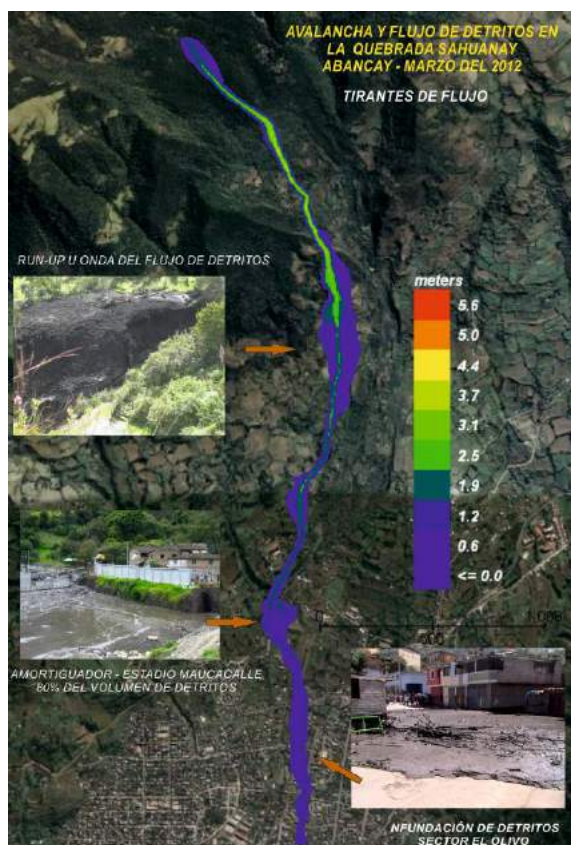 AVALANCHA Y FLUJO DE DETRITOS EN
LA QUEBRADA SAHUANAY
ABANCAY - MARZO DEL 2012
TIRANTES DE FLUJO
RUN-UP U ONDA DEL FLUJO DE DETRITOS
meters
5.6
5.0
4.4
3.7
3.1
2.5
1.9
1.2
0.6
<= 0.0
0
500
AMORTIGUADOR - ESTADIO MAUCACALLE,
80% DEL VOLUMEN DE DETRITOS
NFUNDACIÓN DE DETRITOS
SECTOR EL OLIVO